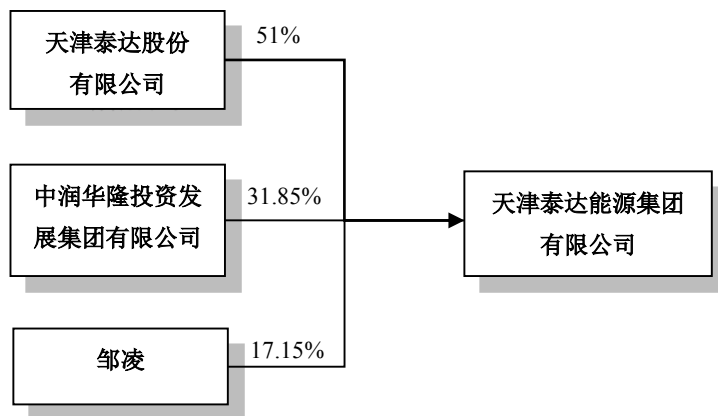 天津泰达股份
有限公司
51%
中润华隆投资发
展集团有限公司
31.85%
天津泰达能源集团
有限公司
邹凌
17.15%